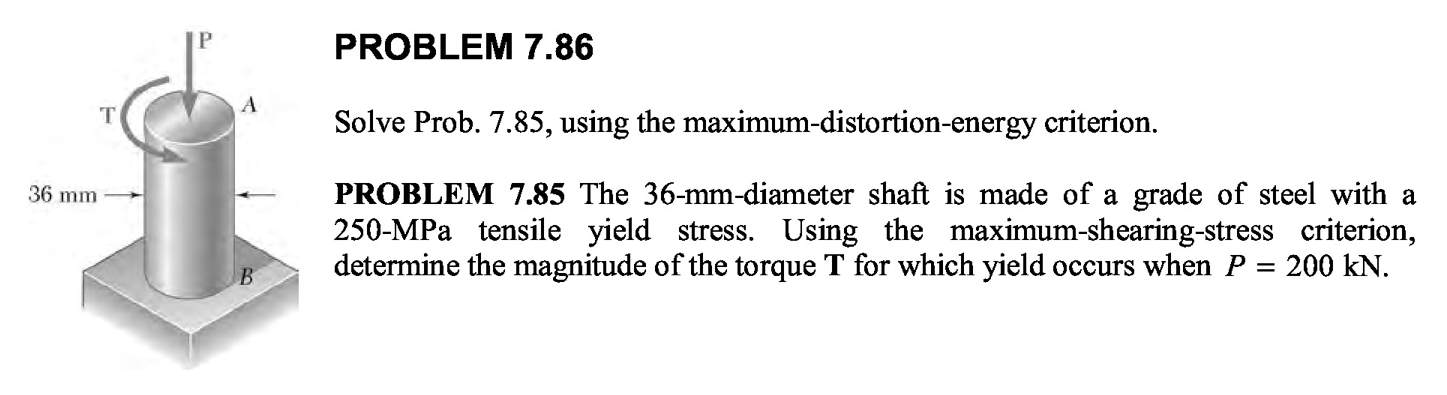 P
PROBLEM 7.86
T
A
Solve Prob. 7.85, using the maximum-distortion-energy criterion.
36 mm
PROBLEM 7.85 The 36-mm-diameter shaft is made of a grade of steel with a
250-MPa tensile yield stress. Using the maximum-shearing-stress criterion,
determine the magnitude of the torque T for which yield occurs when P = 200 kN.
B